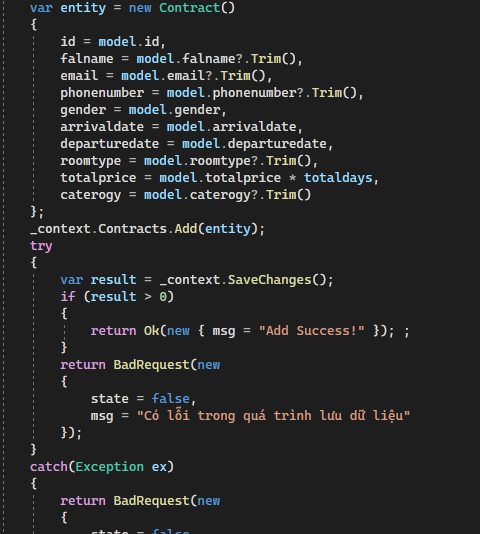 var entity = new Contract()
{
id = model.id,
falname = model.falname?.Trim(),
email = model.email?.Trim(),
phonenumber = model.phonenumber?.Trim(),
gender = model.gender,
arrivaldate = model.arrivaldate,
departuredate = model.departuredate,
roomtype = model.roomtype?.Trim(),
totalprice = model.totalprice * totaldays,
caterogy = model.caterogy?.Trim()
};
_context.Contracts.Add(entity);
try
{
var result = _context.SaveChanges();
if (result > 0)
{
return Ok(new { msg = "Add Success!" }); ;
}
return BadRequest(new
{
state = false,
msg = "Có lỗi trong quá trình lưu dữ liệu"
});
}
catch(Exception ex)
{
return BadRequest(new
{
state = false